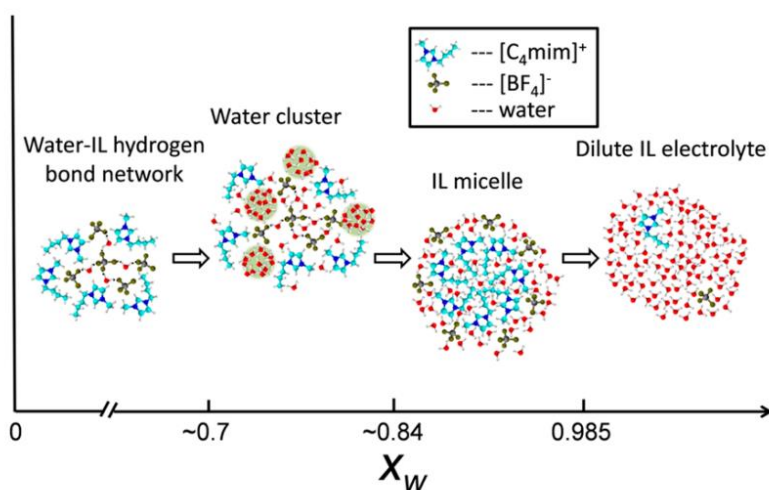 --- [C₄mim]⁺
--- [BF₄]⁻
--- water
Water cluster
Water-IL hydrogen
bond network
IL micelle
Dilute IL electrolyte
0
~0.7
~0.84
0.985
Xw